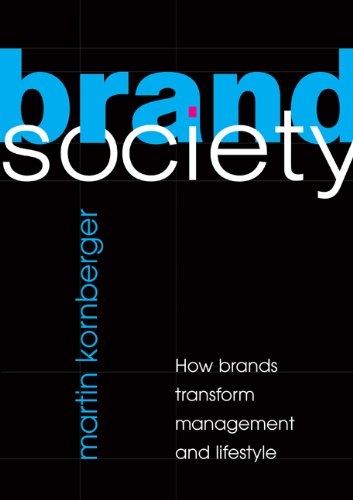 brand
society
martin kornberger
How brands
transform
management
and lifestyle